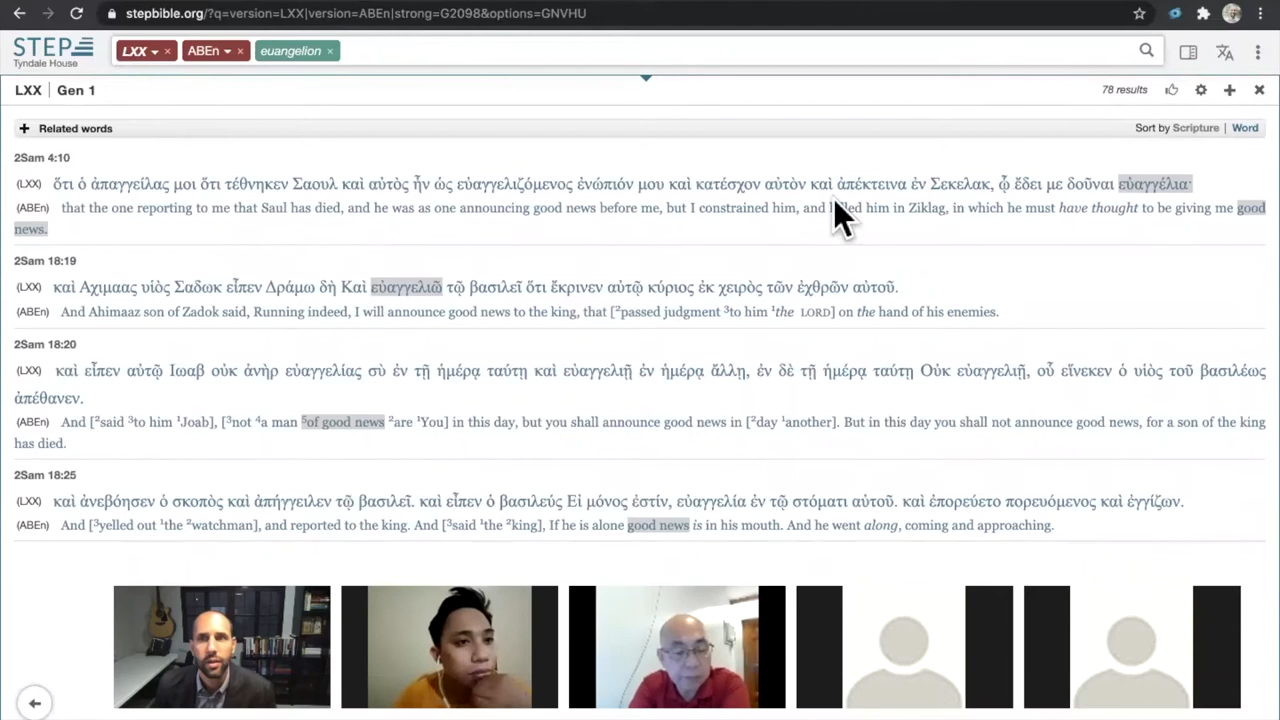 stepbible.org/?q=version=LXX|version=ABEn|strong=G2098&options=GNVHU
STEP
Tyndale House
LXX × ABEn × euangelion ×
LXX | Gen 1 78 results
Related words Sort by Scripture | Word
2Sam 4:10
(LXX) ὅτι ὁ ἀπαγγείλας μοι ὅτι τέθνηκεν Σαουλ καὶ αὐτὸς ἦν ὡς εὐαγγελιζόμενος ἐνώπιόν μου καὶ κατέσχον αὐτὸν καὶ ἀπέκτεινα ἐν Σεκελακ, ᾧ ἔδει με δοῦναι εὐαγγέλια·
(ABEn) that the one reporting to me that Saul has died, and he was as one announcing good news before me, but I constrained him, and killed him in Ziklag, in which he must have thought to be giving me good
news.
2Sam 18:19
(LXX) καὶ Αχιμαας υἱὸς Σαδωκ εἶπεν Δράμω δὴ Καὶ εὐαγγελιῶ τῷ βασιλεῖ ὅτι ἔκρινεν αὐτῷ κύριος ἐκ χειρὸς τῶν ἐχθρῶν αὐτοῦ.
(ABEn) And Ahimaaz son of Zadok said, Running indeed, I will announce good news to the king, that [²passed judgment ³to him ¹the LORD] on the hand of his enemies.
2Sam 18:20
(LXX) καὶ εἶπεν αὐτῷ Ιωαβ οὐκ ἀνὴρ εὐαγγελίας σὺ ἐν τῇ ἡμέρᾳ ταύτῃ καὶ εὐαγγελιῇ ἐν ἡμέρᾳ ἄλλῃ, ἐν δὲ τῇ ἡμέρᾳ ταύτῃ Οὐκ εὐαγγελιῇ, οὗ εἵνεκεν ὁ υἱὸς τοῦ βασιλέως
ἀπέθανεν.
(ABEn) And [²said ³to him ¹Joab], [³not ⁴a man ⁵of good news ²are ¹You] in this day, but you shall announce good news in [²day ¹another]. But in this day you shall not announce good news, for a son of the king
has died.
2Sam 18:25
(LXX) καὶ ἀνεβόησεν ὁ σκοπὸς καὶ ἀπήγγειλεν τῷ βασιλεῖ. καὶ εἶπεν ὁ βασιλεύς Εἰ μόνος ἐστίν, εὐαγγελία ἐν τῷ στόματι αὐτοῦ. καὶ ἐπορεύετο πορευόμενος καὶ ἐγγίζων.
(ABEn) And [³yelled out ¹the ²watchman], and reported to the king. And [³said ¹the ²king], If he is alone good news is in his mouth. And he went along, coming and approaching.